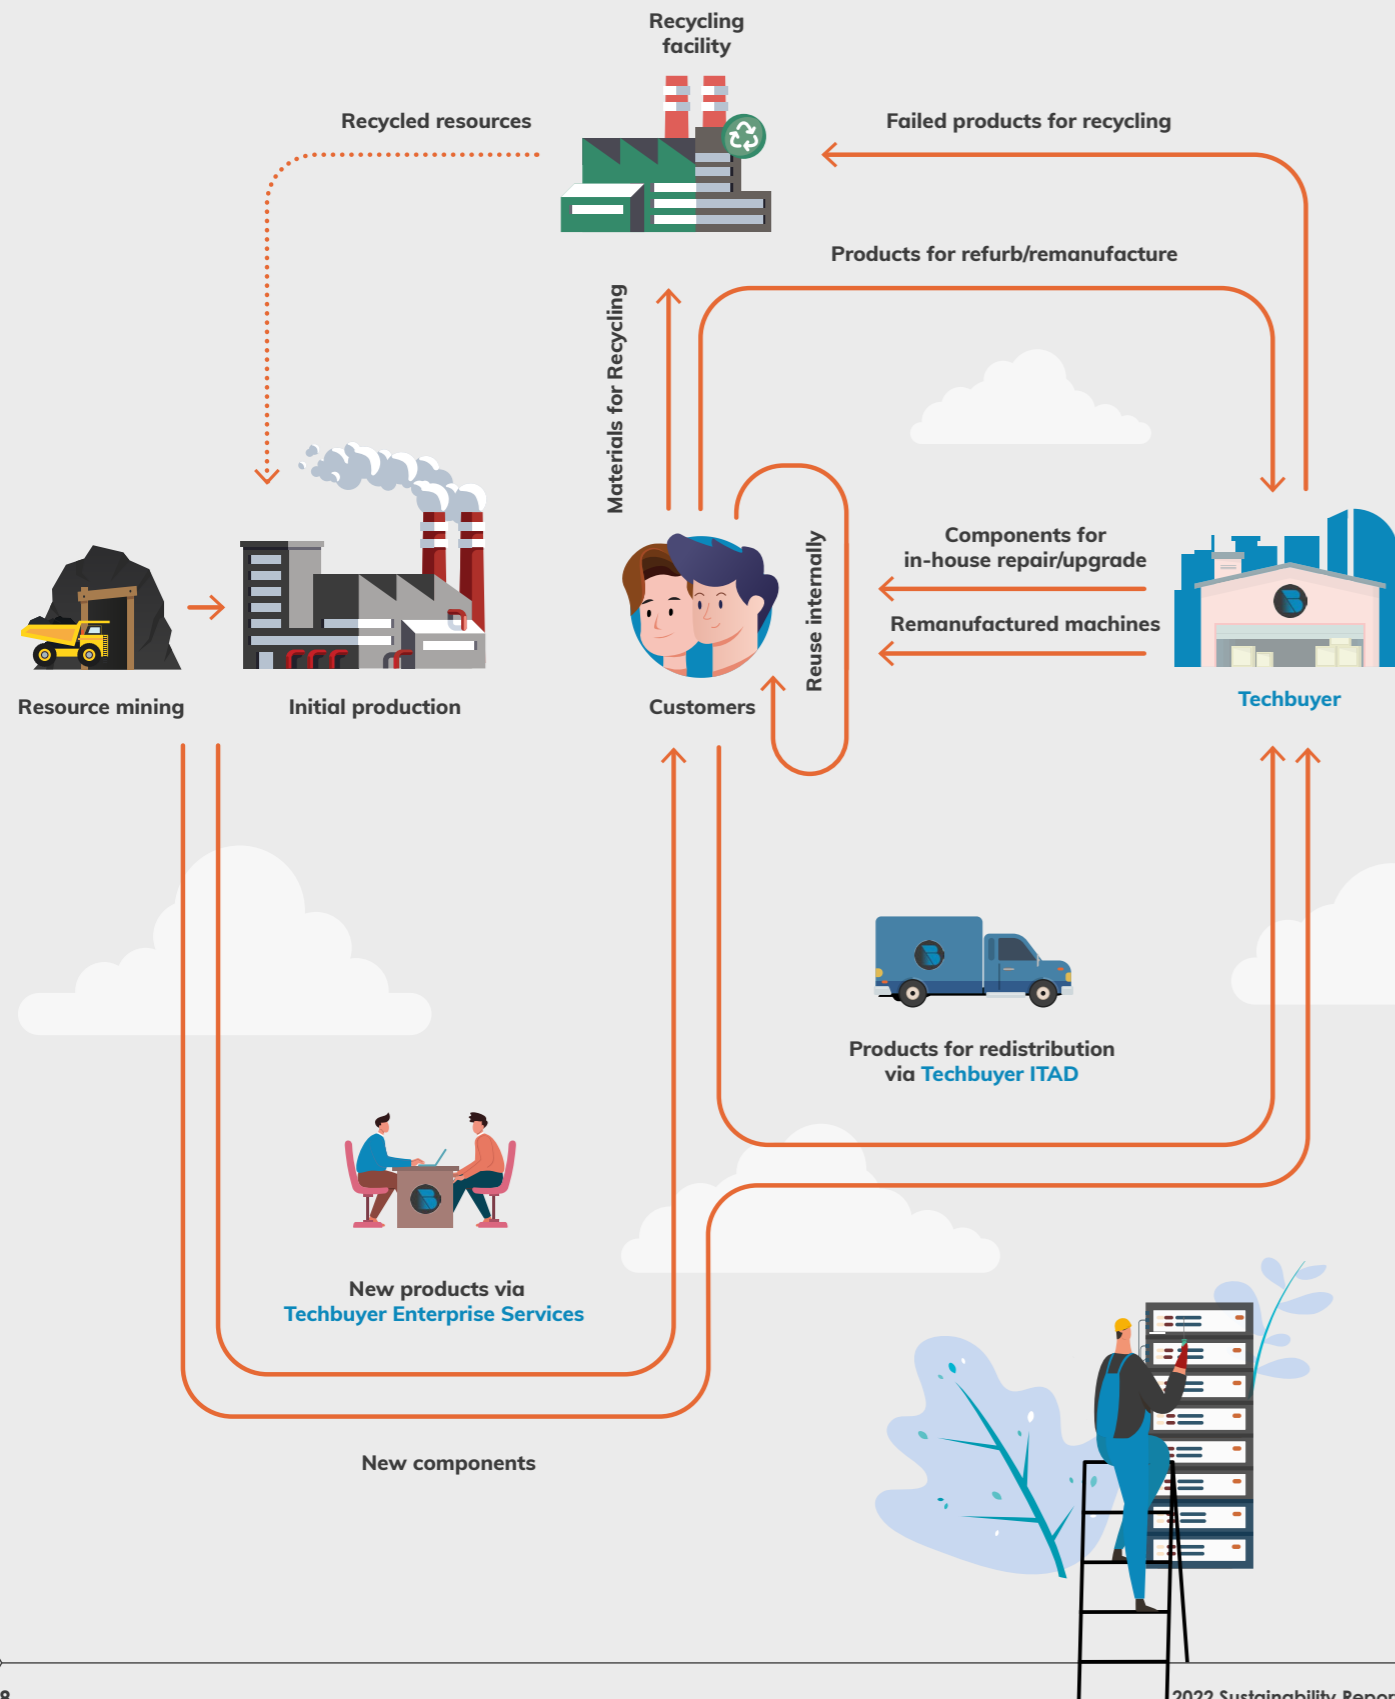 Recycling
facility
Recycled resources
Failed products for recycling
Products for refurb/remanufacture
Materials for Recycling
Components for
in-house repair/upgrade
Remanufactured machines
Reuse internally
Resource mining
Initial production
Customers
Techbuyer
Products for redistribution
via Techbuyer ITAD
New products via
Techbuyer Enterprise Services
New components
8
2022 Sustainability Repor